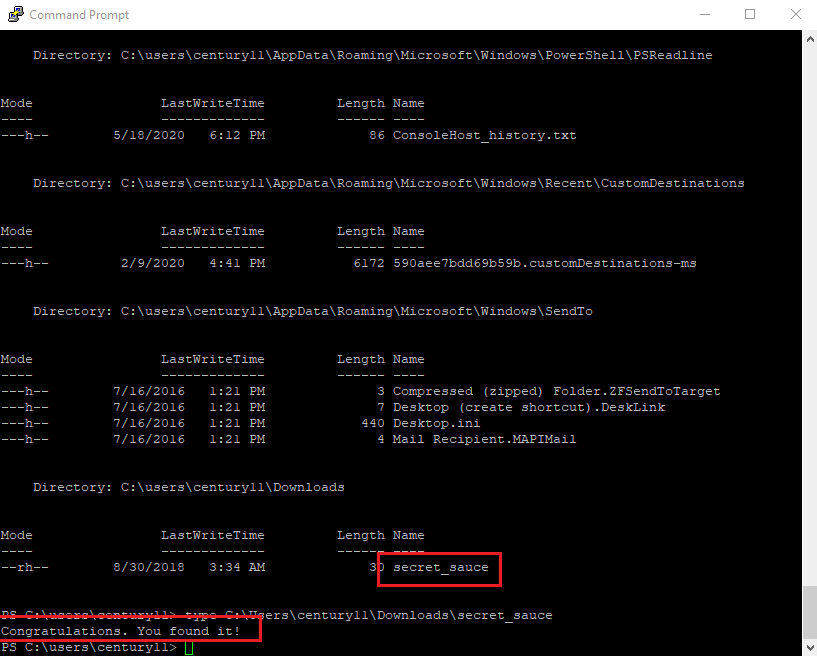 Command Prompt
Directory: C:\users\century11\AppData\Roaming\Microsoft\Windows\PowerShell\PSReadline
Mode LastWriteTime Length Name
---- ------------- ------ ----
---h-- 5/18/2020 6:12 PM 86 ConsoleHost_history.txt
Directory: C:\users\century11\AppData\Roaming\Microsoft\Windows\Recent\CustomDestinations
Mode LastWriteTime Length Name
---- ------------- ------ ----
---h-- 2/9/2020 4:41 PM 6172 590aee7bdd69b59b.customDestinations-ms
Directory: C:\users\century11\AppData\Roaming\Microsoft\Windows\SendTo
Mode LastWriteTime Length Name
---- ------------- ------ ----
---h-- 7/16/2016 1:21 PM 3 Compressed (zipped) Folder.ZFSendToTarget
---h-- 7/16/2016 1:21 PM 7 Desktop (create shortcut).DeskLink
---h-- 7/16/2016 1:21 PM 440 Desktop.ini
---h-- 7/16/2016 1:21 PM 4 Mail Recipient.MAPIMail
Directory: C:\users\century11\Downloads
Mode LastWriteTime Length Name
---- ------------- ------ ----
--rh-- 8/30/2018 3:34 AM 30 secret_sauce
PS C:\users\century11> type C:\Users\century11\Downloads\secret_sauce
Congratulations. You found it!
PS C:\users\century11>